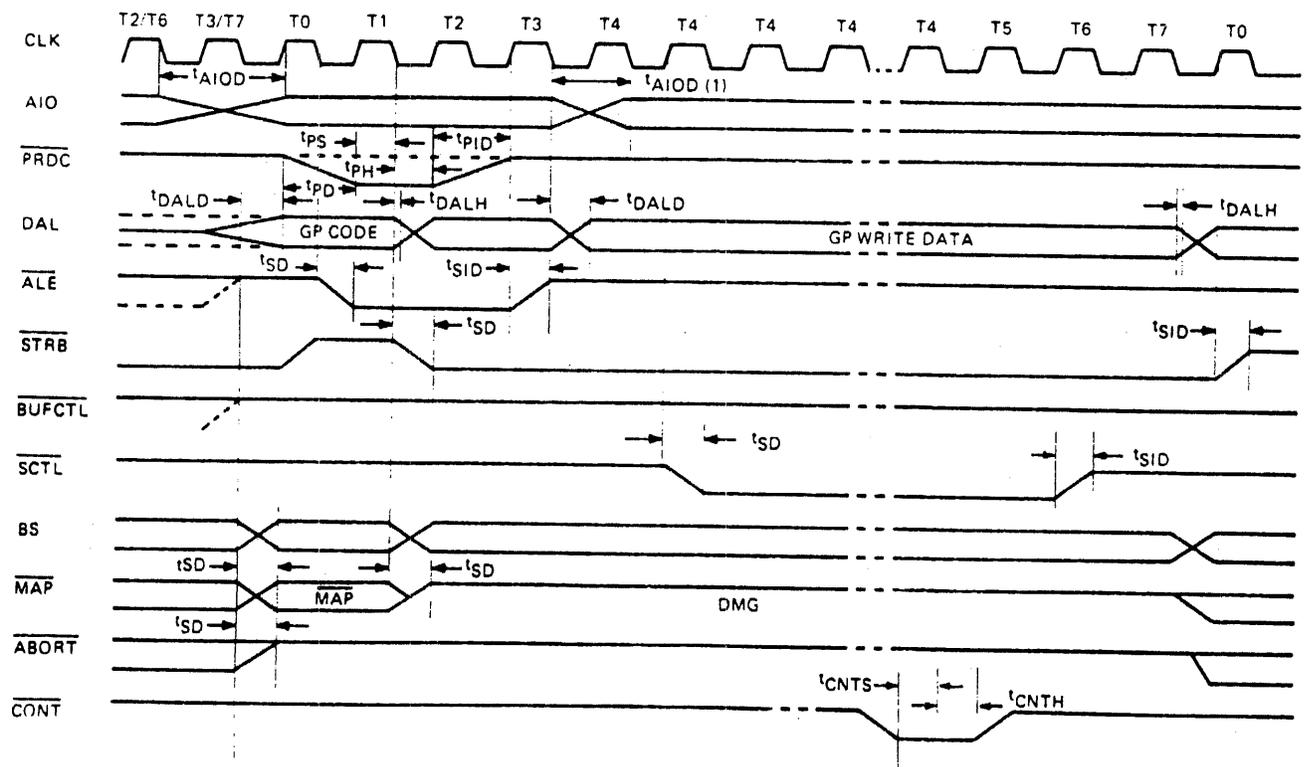 T2/T6 T3/T7 T0 T1 T2 T3 T4 T4 T4 T4 T4 T5 T6 T7 T0
CLK
tAIOD tAIOD (1)
AIO
tPS tPID
PRDC
tPH
tPD
tDALD tDALH tDALD tDALH
DAL GP CODE GP WRITE DATA
tSD tSID
ALE
tSD
tSID
STRB
BUFCTL
tSD tSID
SCTL
BS
tSD tSD
MAP MAP DMG
tSD
ABORT
tCNTS
tCNTH
CONT